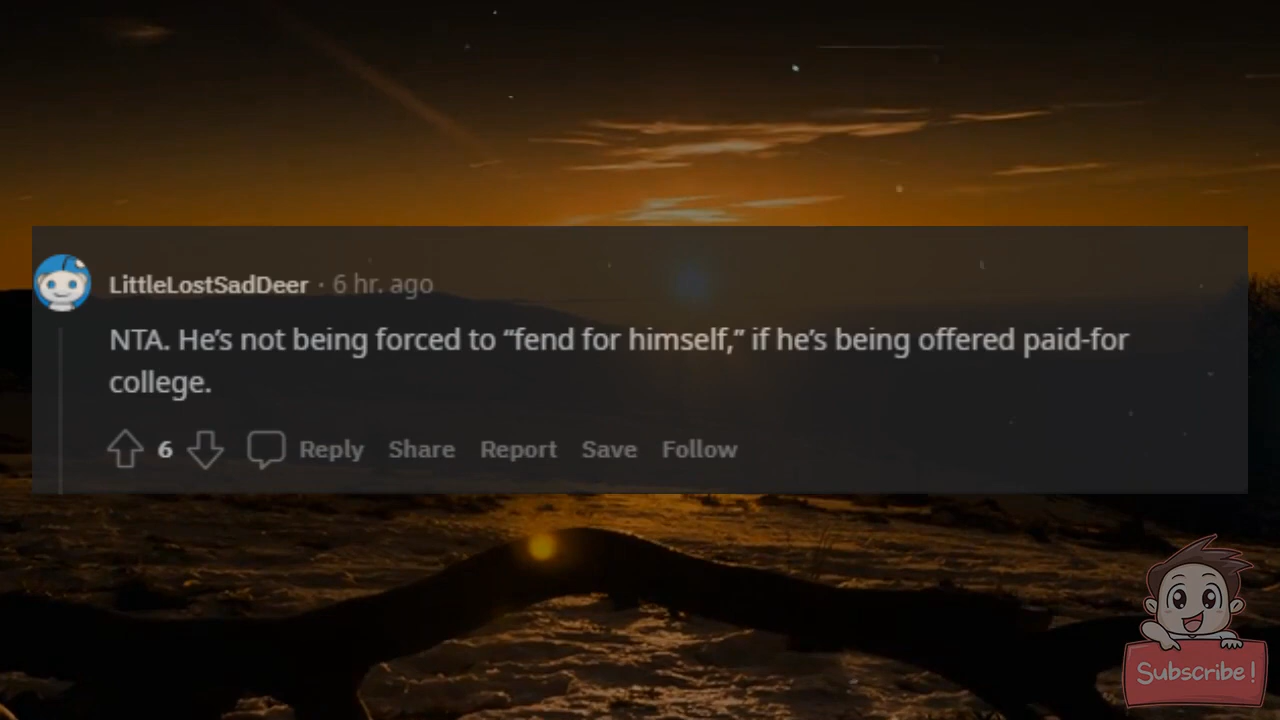 LittleLostSadDeer · 6 hr. ago
NTA. He’s not being forced to “fend for himself,” if he’s being offered paid-for
college.
6 Reply Share Report Save Follow
Subscribe!